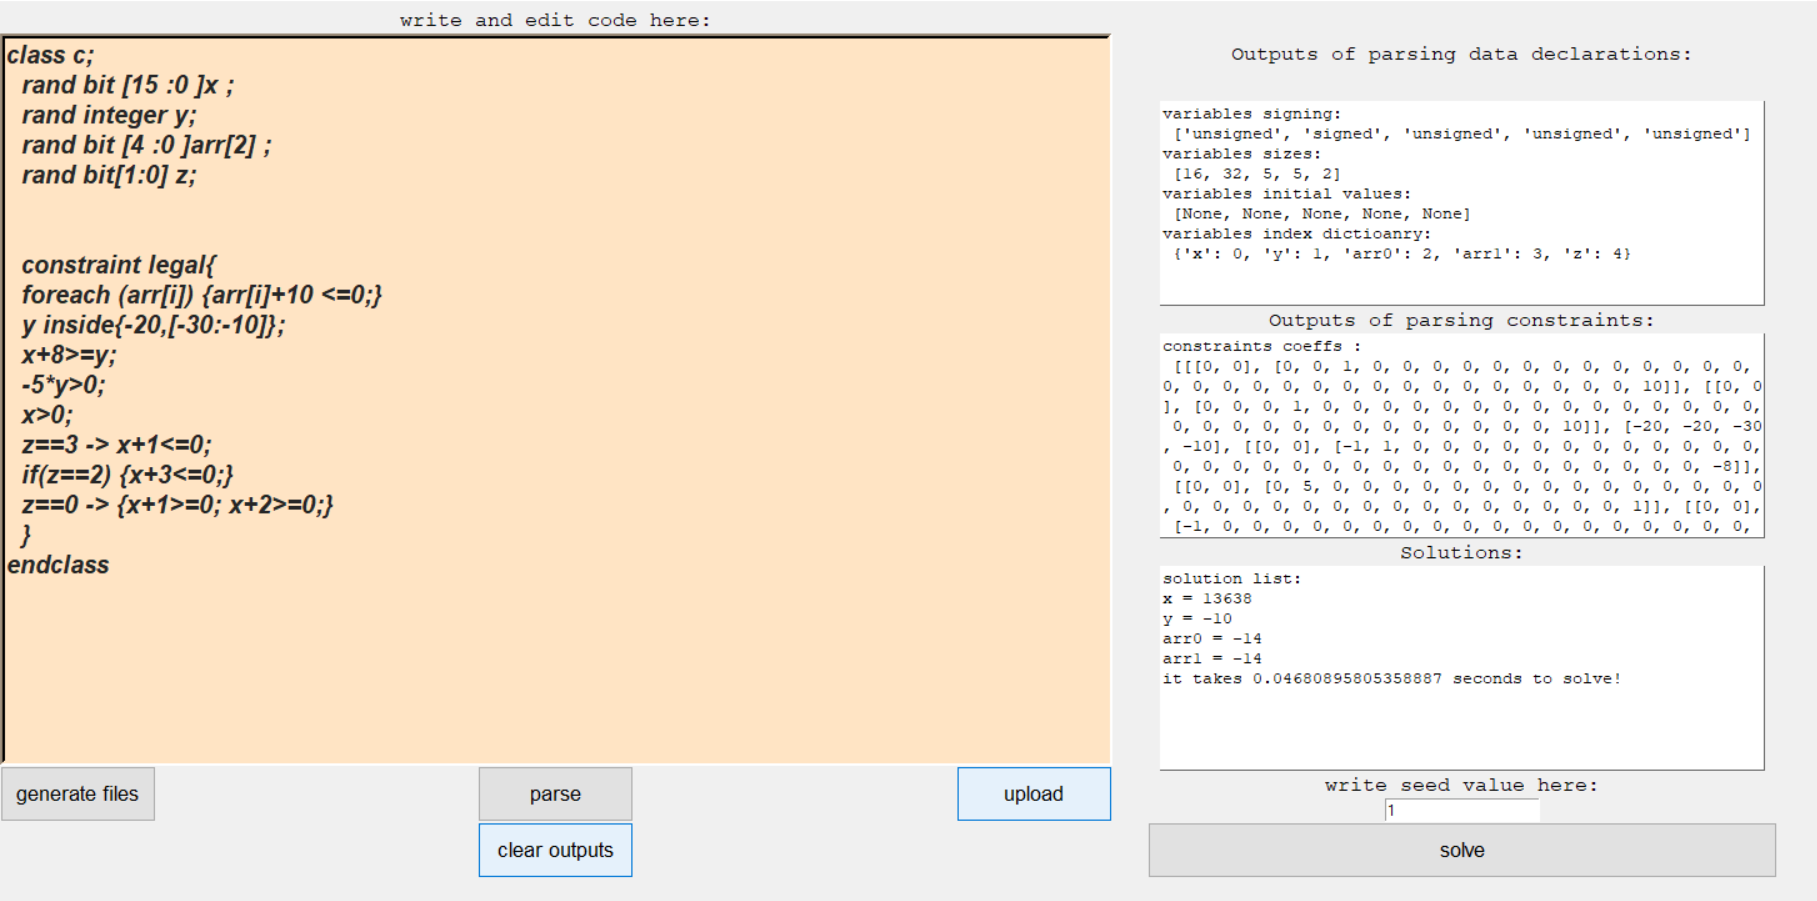 write and edit code here:
class c;
rand bit [15 :0 ]x ;
rand integer y;
rand bit [4 :0 ]arr[2] ;
rand bit[1:0] z;
constraint legal{
foreach (arr[i]) {arr[i]+10 <=0;}
y inside{-20,[-30:-10]};
x+8>=y;
-5*y>0;
x>0;
z==3 -> x+1<=0;
if(z==2) {x+3<=0;}
z==0 -> {x+1>=0; x+2>=0;}
}
endclass
generate files
parse
upload
clear outputs
Outputs of parsing data declarations:
variables signing:
['unsigned', 'signed', 'unsigned', 'unsigned', 'unsigned']
variables sizes:
[16, 32, 5, 5, 2]
variables initial values:
[None, None, None, None, None]
variables index dictioanry:
{'x': 0, 'y': 1, 'arr0': 2, 'arr1': 3, 'z': 4}
Outputs of parsing constraints:
constraints coeffs :
[[[0, 0], [0, 0, 1, 0, 0, 0, 0, 0, 0, 0, 0, 0, 0, 0, 0, 0,
0, 0, 0, 0, 0, 0, 0, 0, 0, 0, 0, 0, 0, 0, 0, 0, 10]], [[0, 0
], [0, 0, 0, 1, 0, 0, 0, 0, 0, 0, 0, 0, 0, 0, 0, 0, 0, 0, 0,
0, 0, 0, 0, 0, 0, 0, 0, 0, 0, 0, 0, 0, 10]], [-20, -20, -30
, -10], [[0, 0], [-1, 1, 0, 0, 0, 0, 0, 0, 0, 0, 0, 0, 0, 0,
0, 0, 0, 0, 0, 0, 0, 0, 0, 0, 0, 0, 0, 0, 0, 0, 0, 0, -8]],
[[0, 0], [0, 5, 0, 0, 0, 0, 0, 0, 0, 0, 0, 0, 0, 0, 0, 0, 0
, 0, 0, 0, 0, 0, 0, 0, 0, 0, 0, 0, 0, 0, 0, 0, 1]], [[0, 0],
[-1, 0, 0, 0, 0, 0, 0, 0, 0, 0, 0, 0, 0, 0, 0, 0, 0, 0, 0,
Solutions:
solution list:
x = 13638
y = -10
arr0 = -14
arr1 = -14
it takes 0.04680895805358887 seconds to solve!
write seed value here:
1
solve